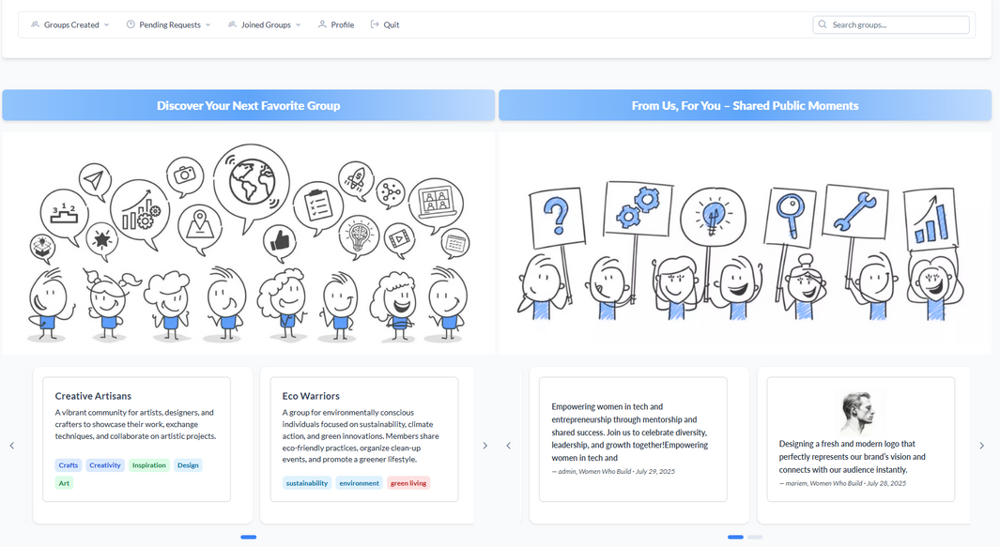 Groups Created
Pending Requests
Joined Groups
Profile
Quit
Search groups...
Discover Your Next Favorite Group
From Us, For You – Shared Public Moments
1
2
3
?
Creative Artisans
A vibrant community for artists, designers, and
crafters to showcase their work, exchange
techniques, and collaborate on artistic projects.
Crafts
Creativity
Inspiration
Design
Art
Eco Warriors
A group for environmentally conscious
individuals focused on sustainability, climate
action, and green innovations. Members share
eco-friendly practices, organize clean-up
events, and promote a greener lifestyle.
sustainability
environment
green living
Empowering women in tech and
entrepreneurship through mentorship and
shared success. Join us to celebrate diversity,
leadership, and growth together!Empowering
women in tech and
— admin, Women Who Build · July 29, 2025
Designing a fresh and modern logo that
perfectly represents our brand’s vision and
connects with our audience instantly.
— mariem, Women Who Build · July 28, 2025